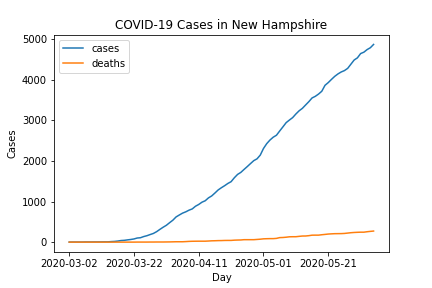 COVID-19 Cases in New Hampshire
cases
deaths
5000
4000
3000
2000
1000
0
Cases
2020-03-02 2020-03-22 2020-04-11 2020-05-01 2020-05-21
Day